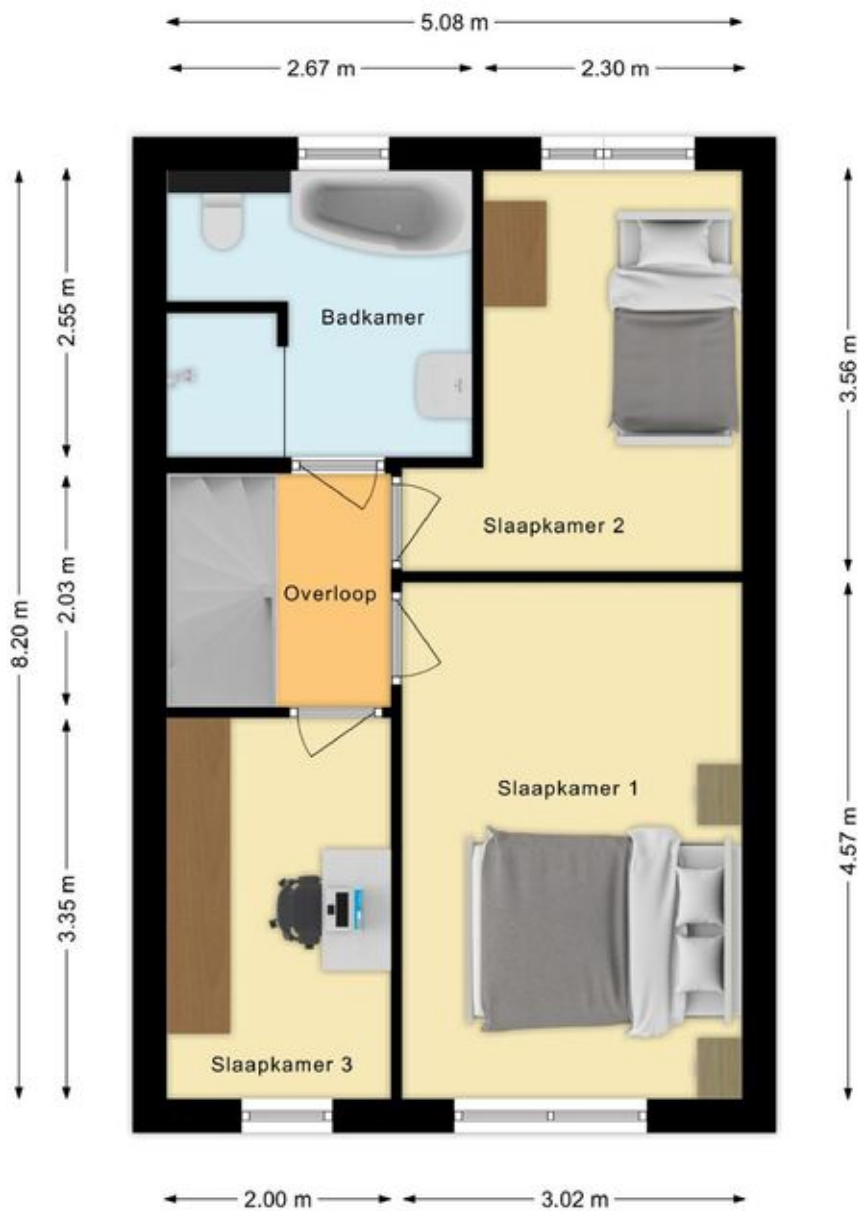 5.08 m
2.67 m
2.30 m
2.55 m
3.56 m
Badkamer
Slaapkamer 2
8.20 m
2.03 m
Overloop
Slaapkamer 1
4.57 m
3.35 m
Slaapkamer 3
2.00 m
3.02 m